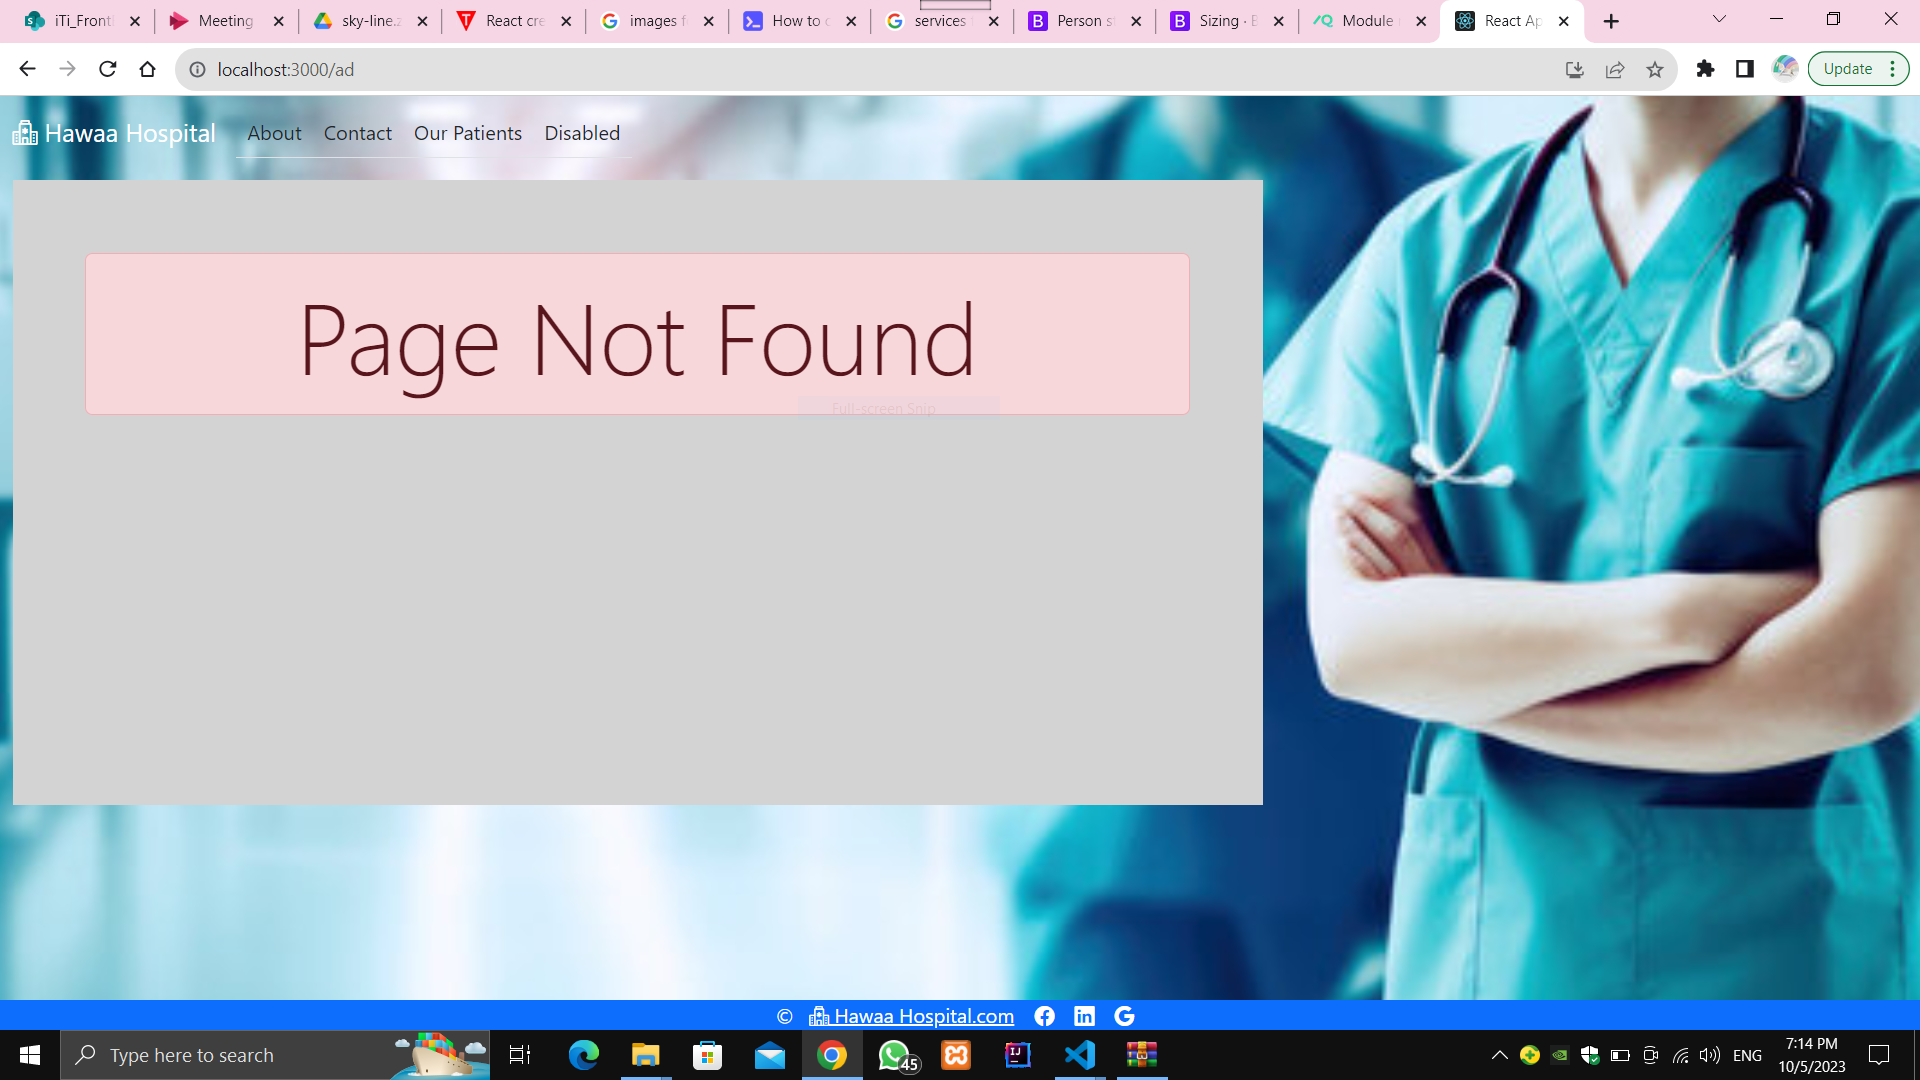 iTi_Front
Meeting
sky-line.z
React cre
images f
How to c
services
Person s
Sizing · B
Module
React Ap
localhost:3000/ad
Update
Hawaa Hospital
About
Contact
Our Patients
Disabled
Page Not Found
Full-screen Snip
© Hawaa Hospital.com
Type here to search
45
ENG
7:14 PM
10/5/2023